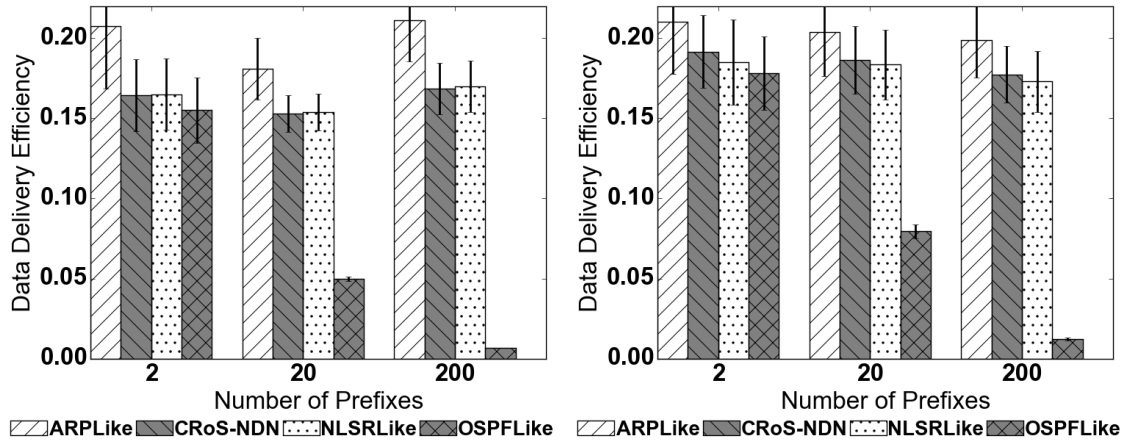 0.20
0.15
0.10
0.05
0.00
Data Delivery Efficiency
2 20 200
Number of Prefixes
ARPLike CRoS-NDN NLSRLike OSPFLike
0.20
0.15
0.10
0.05
0.00
Data Delivery Efficiency
2 20 200
Number of Prefixes
ARPLike CRoS-NDN NLSRLike OSPFLike